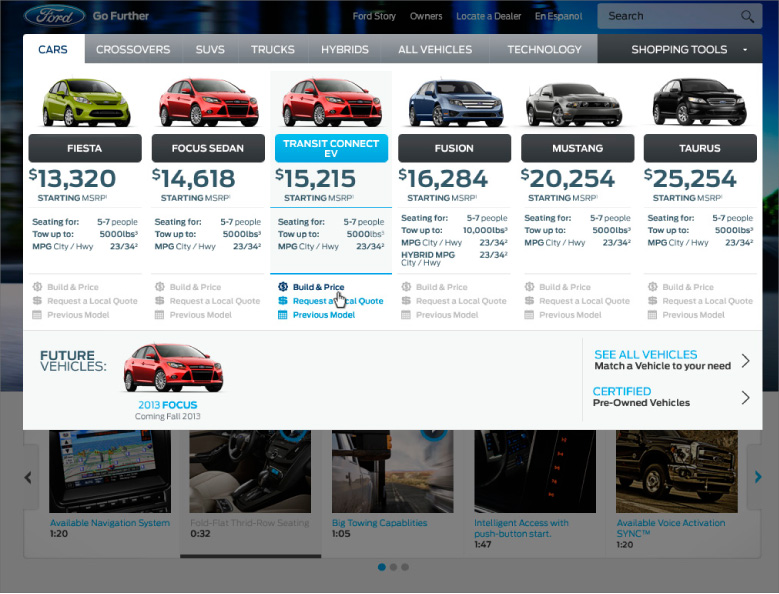 Ford
Go Further
Ford Story
Owners
Locate a Dealer
En Espanol
Search
CARS
CROSSOVERS
SUVS
TRUCKS
HYBRIDS
ALL VEHICLES
TECHNOLOGY
SHOPPING TOOLS
FIESTA
$13,320
STARTING MSRP¹
Seating for: 5-7 people
Tow up to: 5000lbs³
MPG City / Hwy 23/34²
Build & Price
Request a Local Quote
Previous Model
FOCUS SEDAN
$14,618
STARTING MSRP¹
Seating for: 5-7 people
Tow up to: 5000lbs³
MPG City / Hwy 23/34²
Build & Price
Request a Local Quote
Previous Model
TRANSIT CONNECT
EV
$15,215
STARTING MSRP¹
Seating for: 5-7 people
Tow up to: 5000lbs³
MPG City / Hwy 23/34²
Build & Price
Request a Local Quote
Previous Model
FUSION
$16,284
STARTING MSRP¹
Seating for: 5-7 people
Tow up to: 10,000lbs³
MPG City / Hwy 23/34²
HYBRID MPG 23/34²
City / Hwy
Build & Price
Request a Local Quote
Previous Model
MUSTANG
$20,254
STARTING MSRP¹
Seating for: 5-7 people
Tow up to: 5000lbs³
MPG City / Hwy 23/34²
Build & Price
Request a Local Quote
Previous Model
TAURUS
$25,254
STARTING MSRP¹
Seating for: 5-7 people
Tow up to: 5000lbs³
MPG City / Hwy 23/34²
Build & Price
Request a Local Quote
Previous Model
FUTURE
VEHICLES:
2013 FOCUS
Coming Fall 2013
SEE ALL VEHICLES
Match a Vehicle to your need
CERTIFIED
Pre-Owned Vehicles
Available Navigation System
1:20
Fold-Flat Thrid-Row Seating
0:32
Big Towing Capablities
1:05
Intelligent Access with
push-button start.
1:47
Available Voice Activation
SYNC™
1:20